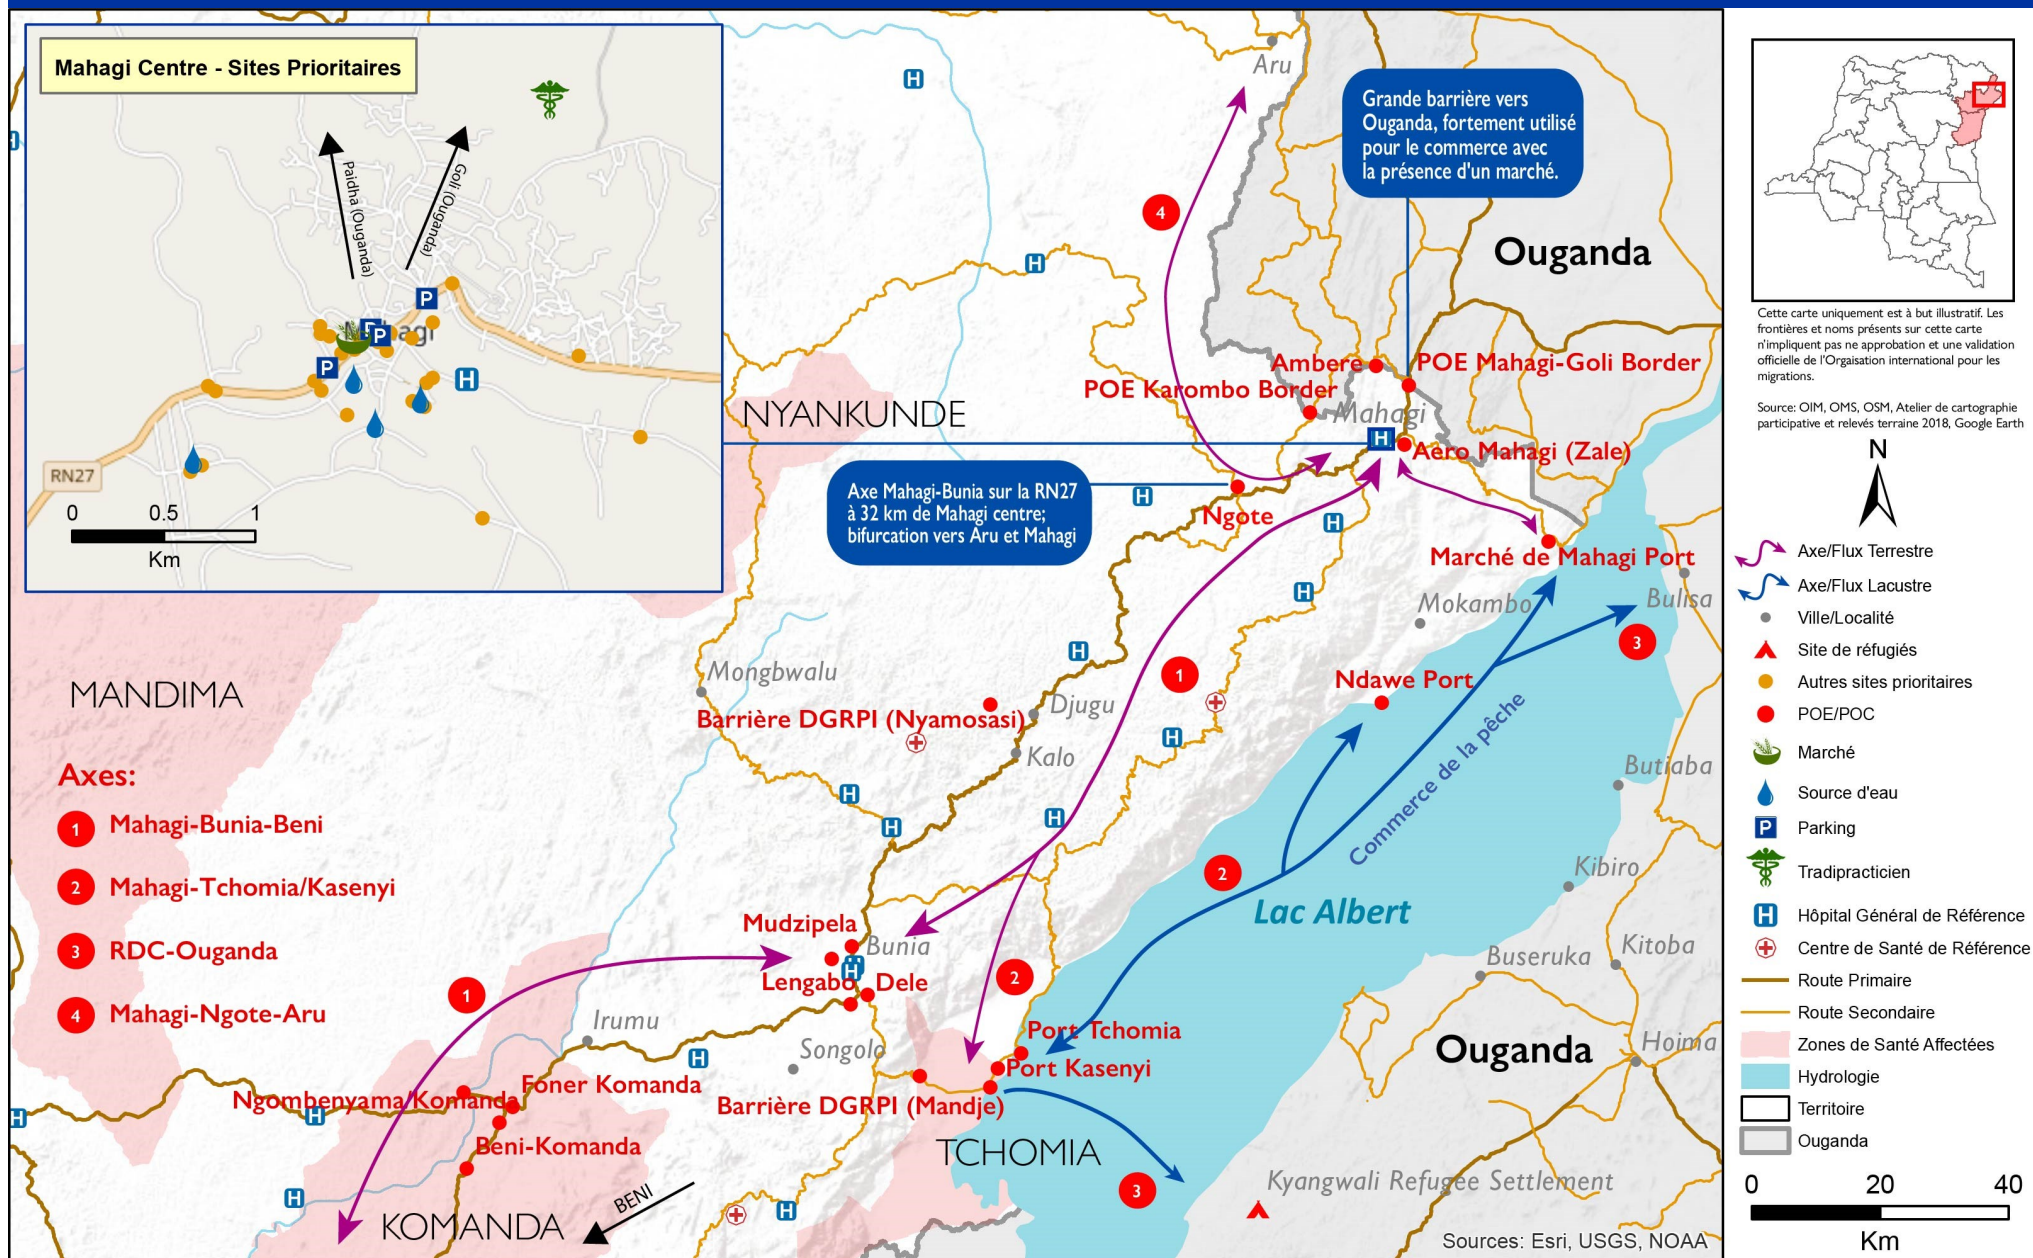 Mahagi Centre - Sites Prioritaires
Paidha (Ouganda)
Goli (Ouganda)
RN27
0 0.5 1
Km
Aru
Grande barrière vers
Ouganda, fortement utilisé
pour le commerce avec
la présence d'un marché.
4
Ouganda
Ambere
POE Mahagi-Goli Border
POE Karombo Border
Mahagi
NYANKUNDE
Aero Mahagi (Zale)
Axe Mahagi-Bunia sur la RN27
à 32 km de Mahagi centre;
bifurcation vers Aru et Mahagi
Ngote
Marché de Mahagi Port
Mokambo
Bulisa
3
MANDIMA
Mongbwalu
1
Ndawe Port
Barrière DGRPI (Nyamosasi)
Djugu
Kalo
Commerce de la pêche
Butiaba
Axes:
1 Mahagi-Bunia-Beni
2 Mahagi-Tchomia/Kasenyi
3 RDC-Ouganda
4 Mahagi-Ngote-Aru
2
Kibiro
Lac Albert
Mudzipela
Bunia
Lengabo
Dele
Buseruka
Kitoba
1
2
Irumu
Songolo
Port Tchomia
Port Kasenyi
Ouganda
Hoima
Foner Komanda
Ngombenyama/Komanda
Barrière DGRPI (Mandje)
Beni-Komanda
TCHOMIA
KOMANDA
BENI
3
Kyangwali Refugee Settlement
Sources: Esri, USGS, NOAA
Cette carte uniquement est à but illustratif. Les
frontières et noms présents sur cette carte
n'impliquent pas ne approbation et une validation
officielle de l'Orgaisation international pour les
migrations.
Source: OIM, OMS, OSM, Atelier de cartographie
participative et relevés terraine 2018, Google Earth
N
Axe/Flux Terrestre
Axe/Flux Lacustre
Ville/Localité
Site de réfugiés
Autres sites prioritaires
POE/POC
Marché
Source d'eau
P Parking
Tradipracticien
H Hôpital Général de Référence
Centre de Santé de Référence
Route Primaire
Route Secondaire
Zones de Santé Affectées
Hydrologie
Territoire
Ouganda
0 20 40
Km